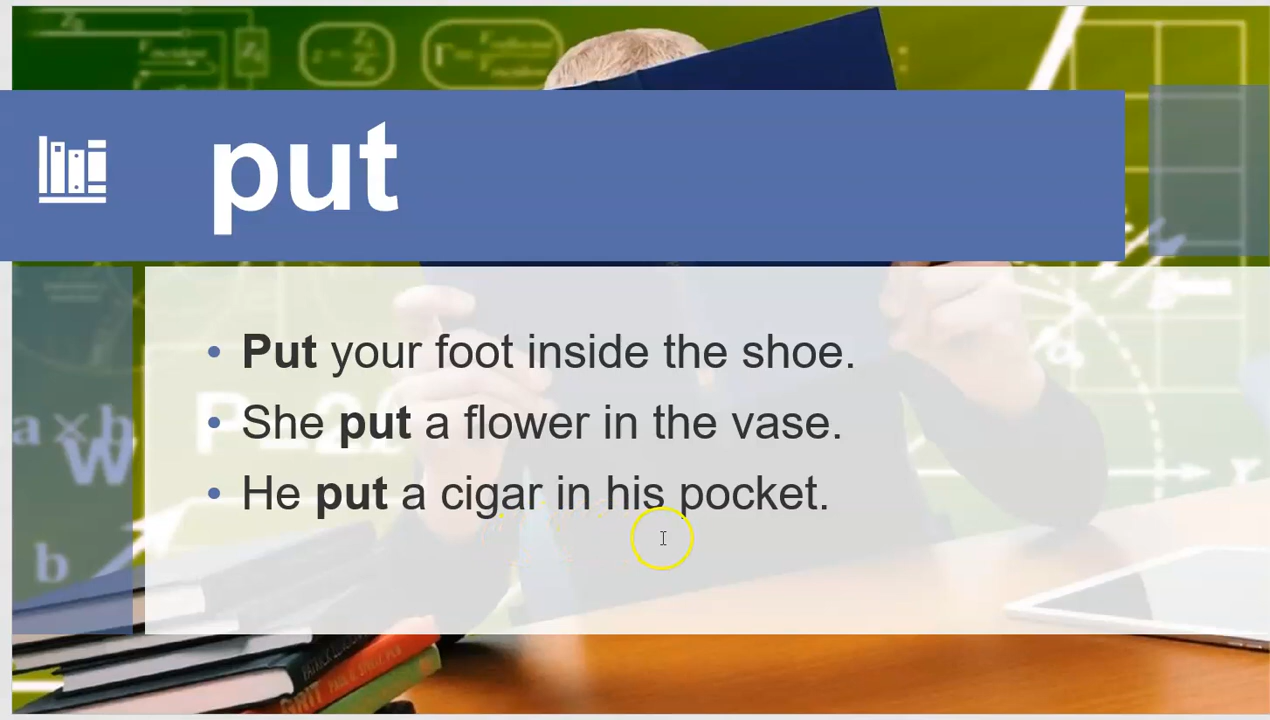 put
Put your foot inside the shoe.
She put a flower in the vase.
He put a cigar in his pocket.
a × b
W
b
GRIT